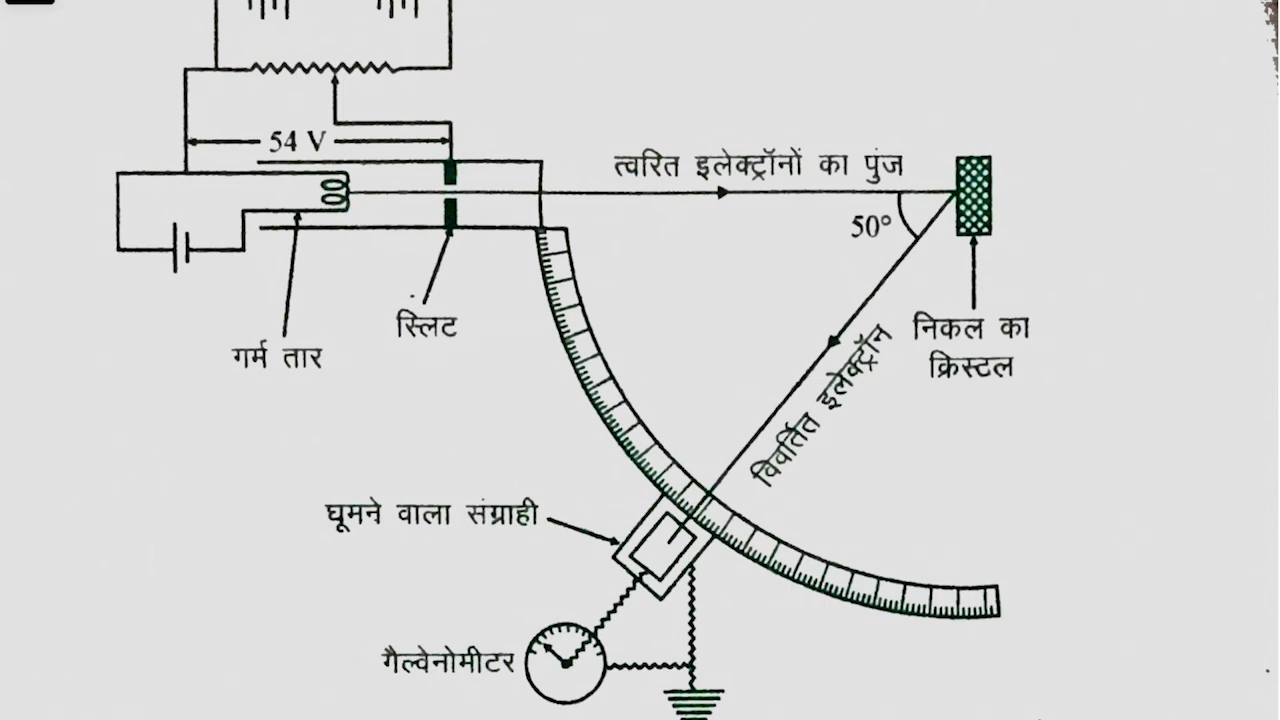 54 V
त्वरित इलेक्ट्रॉनों का पुंज
50°
स्लिट
निकल का
क्रिस्टल
गर्म तार
विवर्तित इलेक्ट्रॉन
घूमने वाला संग्राही
गैल्वेनोमीटर